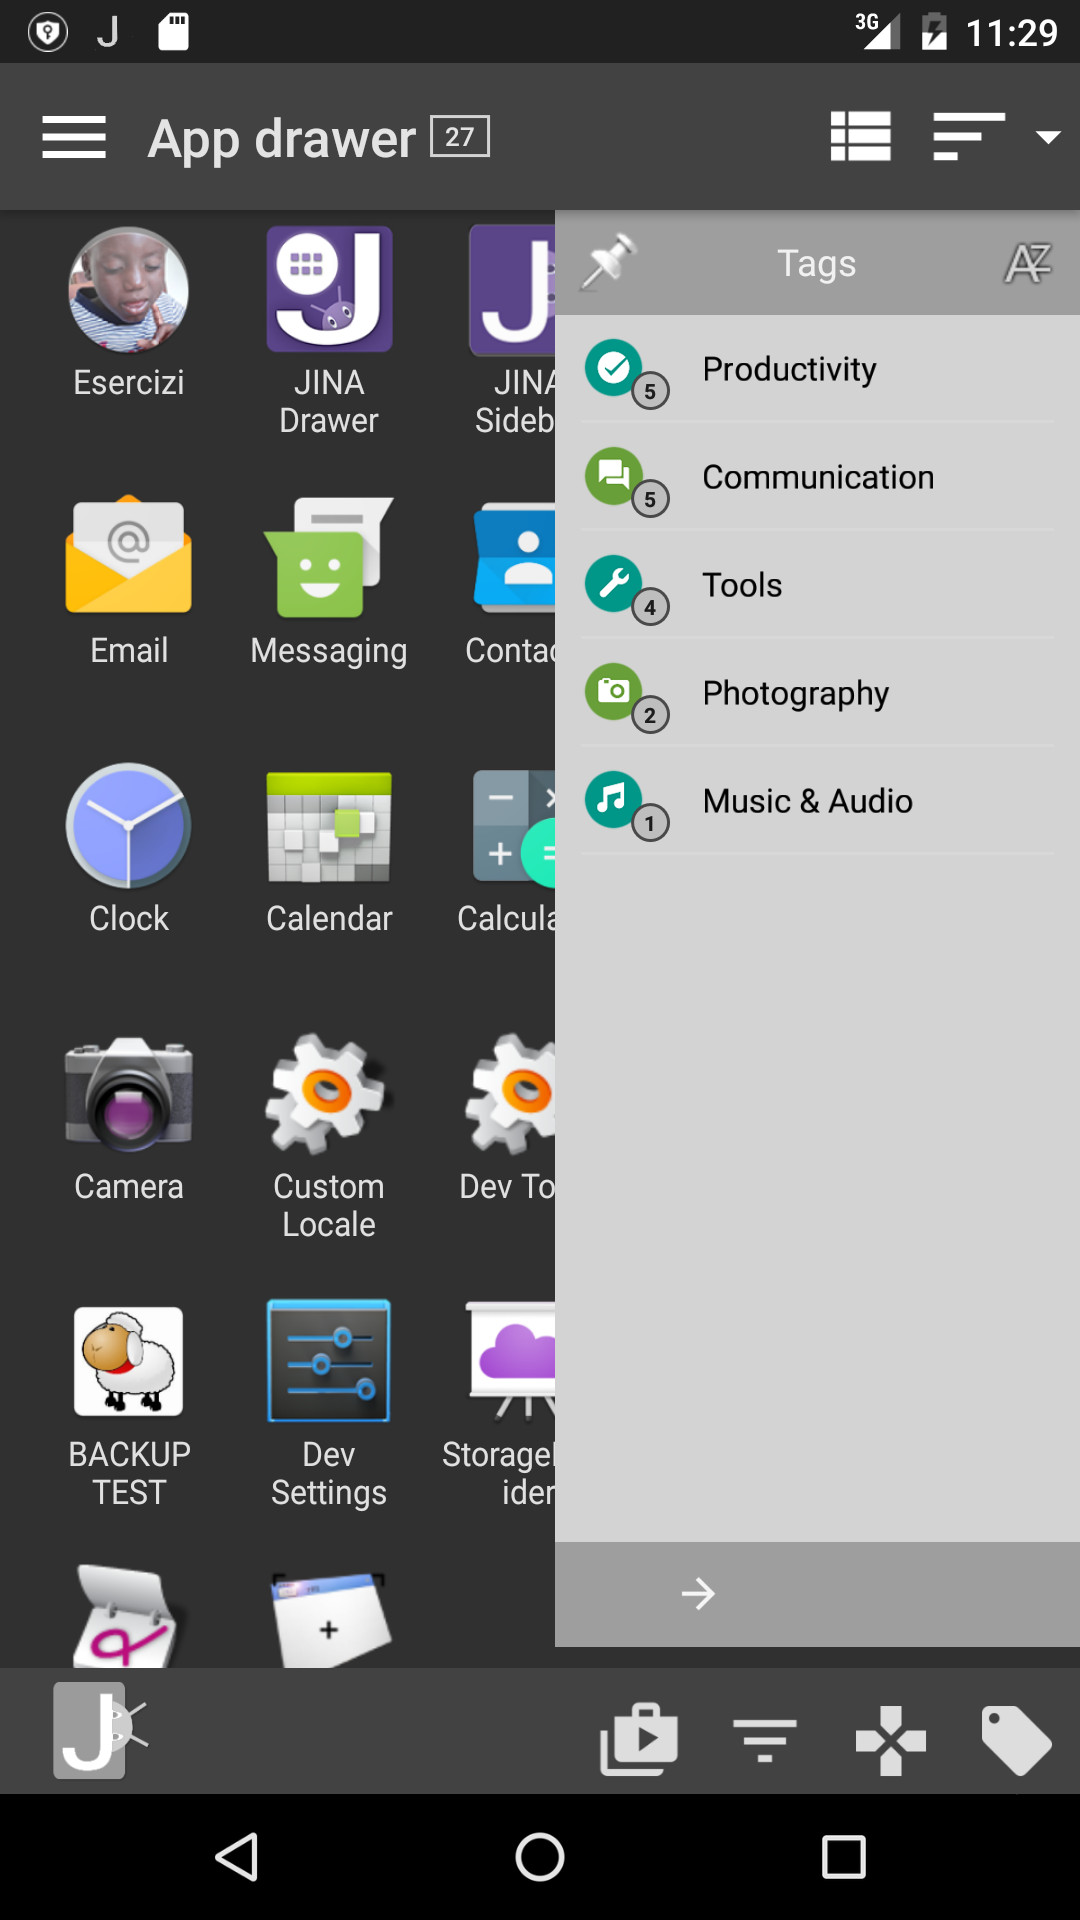 J
3G
11:29
App drawer 27
Tags
AZ
Esercizi
JINA
Drawer
JINA
Sideb
Productivity
5
Communication
5
Tools
4
Photography
2
Music & Audio
1
Email
Messaging
Contac
Clock
Calendar
Calcula
Camera
Custom
Locale
Dev To
BACKUP
TEST
Dev
Settings
Storage
ider
J